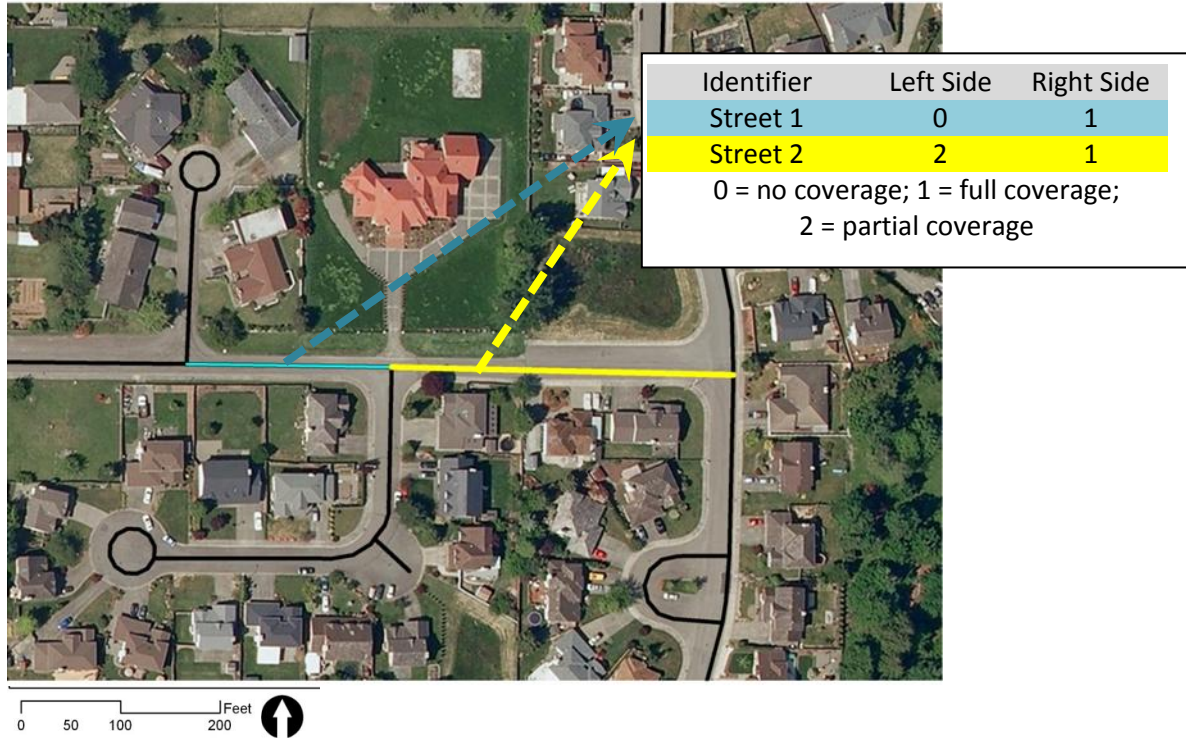 Identifier Left Side Right Side
Street 1 0 1
Street 2 2 1
0 = no coverage; 1 = full coverage;
2 = partial coverage
Feet
0 50 100 200